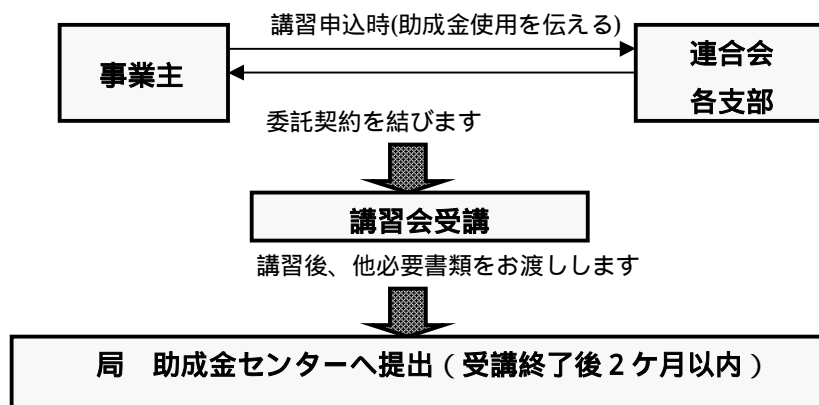 講習申込時(助成金使用を伝える)
事業主
連合会
各支部
委託契約を結びます
講習会受講
講習後、他必要書類をお渡しします
局　助成金センターへ提出（受講終了後２ケ月以内）